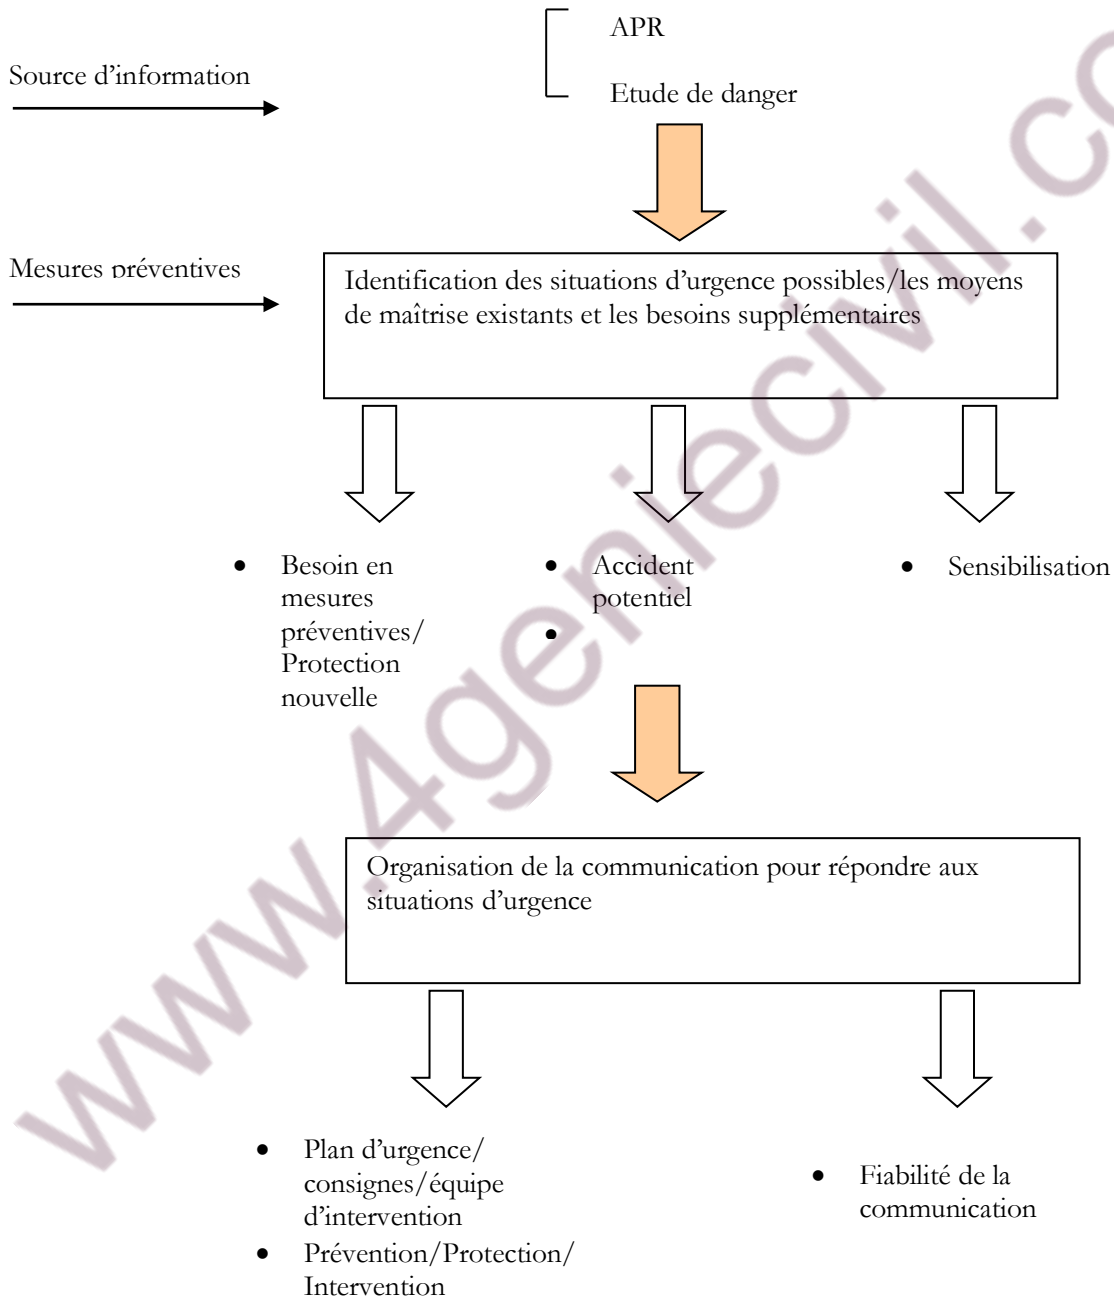 APR
Source d’information
Etude de danger
Mesures préventives
Identification des situations d’urgence possibles/les moyens
de maîtrise existants et les besoins supplémentaires
• Besoin en
mesures
préventives/
Protection
nouvelle
• Accident
potentiel
•
• Sensibilisation
Organisation de la communication pour répondre aux
situations d’urgence
• Plan d’urgence/
consignes/équipe
d’intervention
• Prévention/Protection/
Intervention
• Fiabilité de la
communication
www.4geniecivil.co